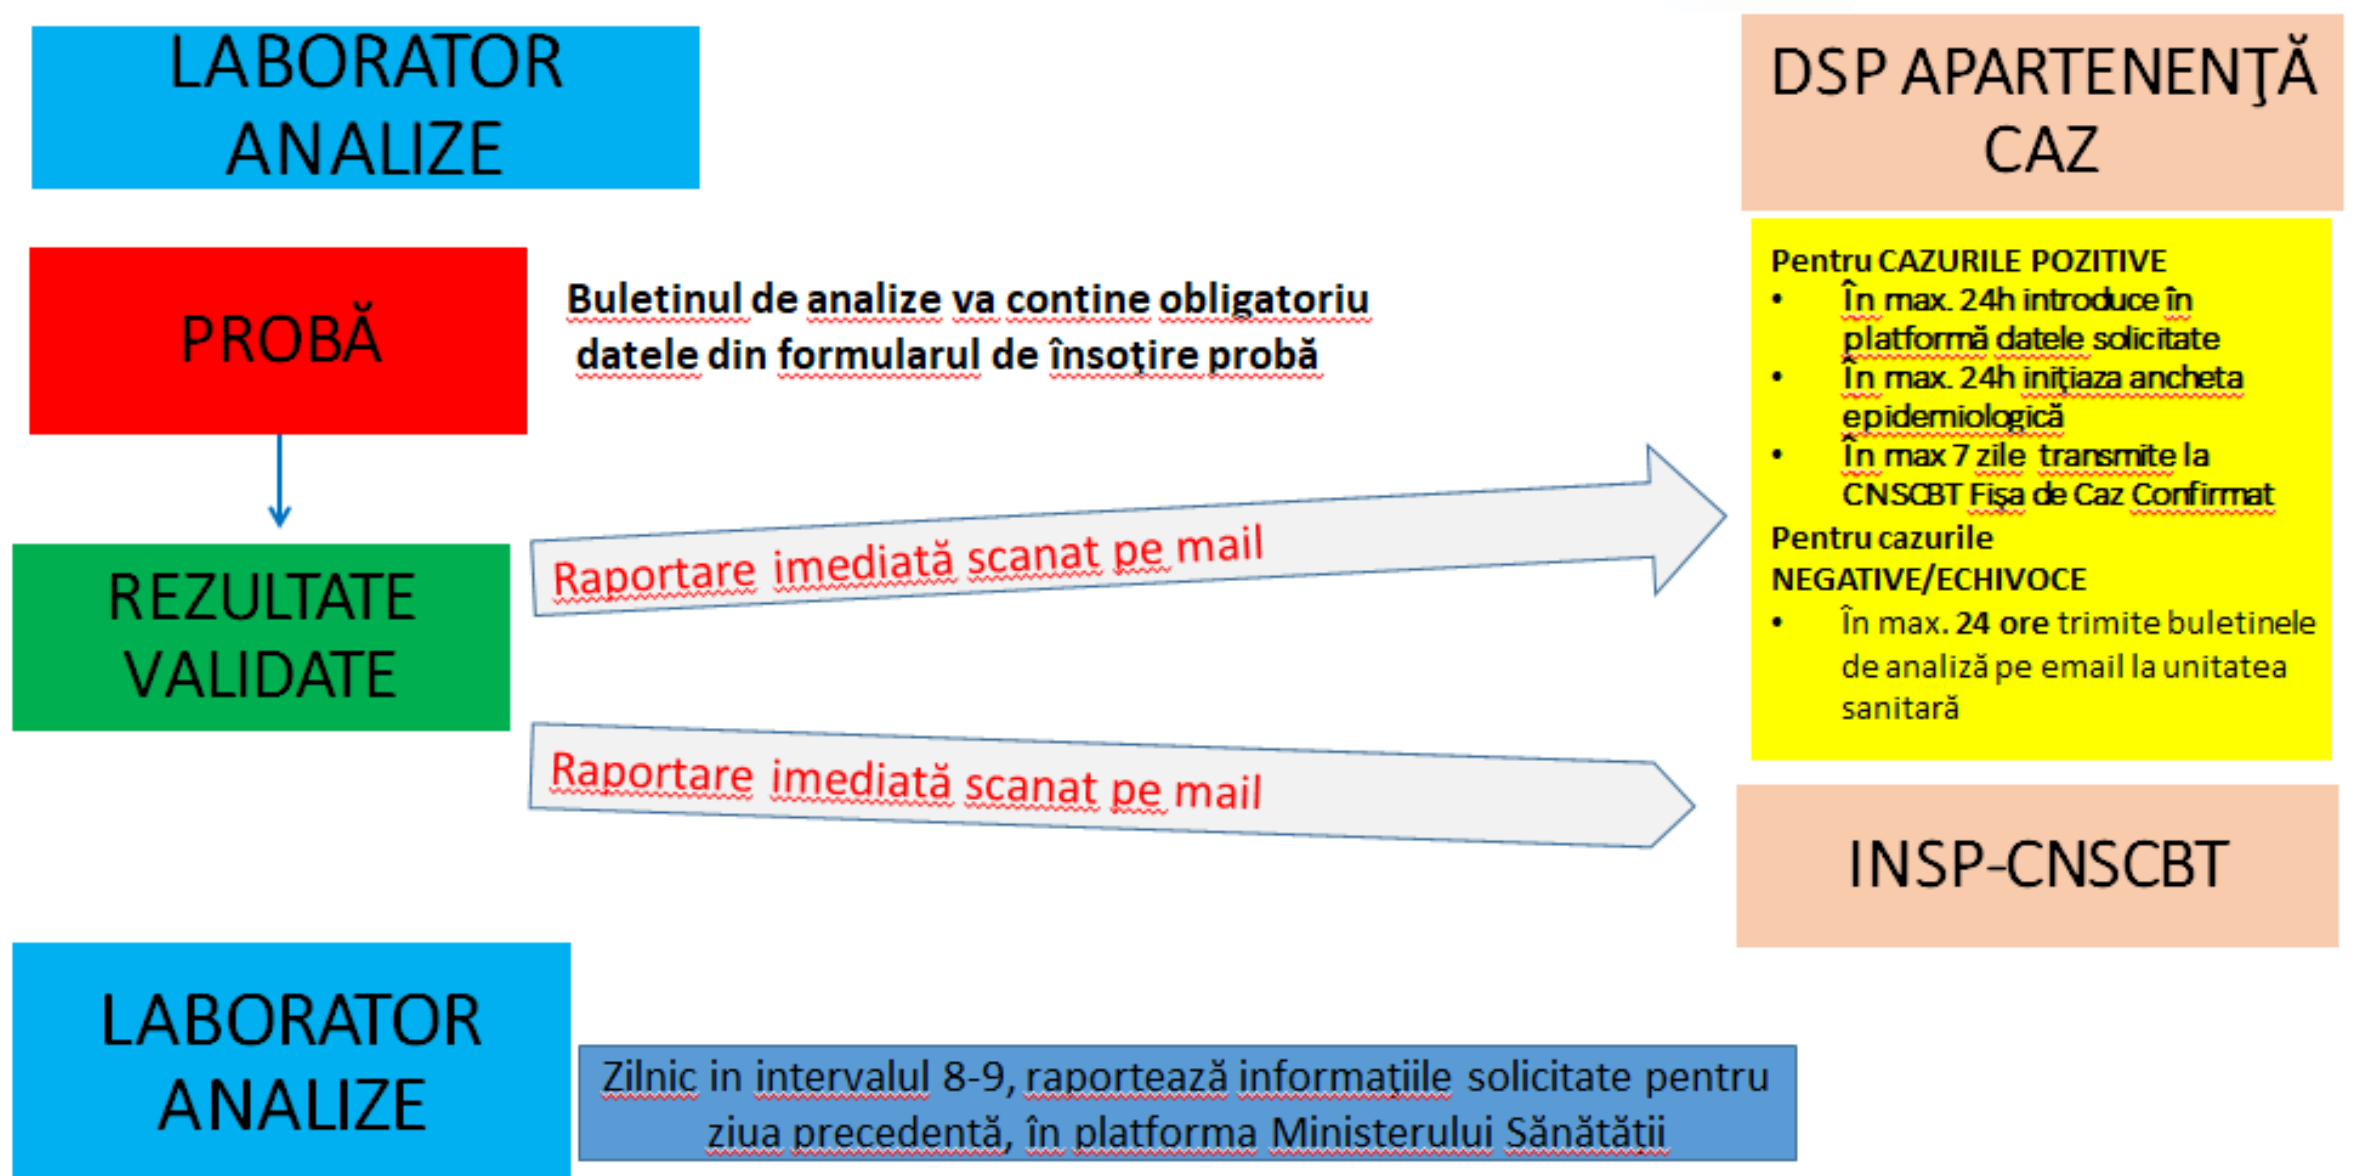 LABORATOR
ANALIZE
DSP APARTENENŢĂ
CAZ
PROBĂ
Buletinul de analize va contine obligatoriu
datele din formularul de însoţire probă
Pentru CAZURILE POZITIVE
• În max. 24h introduce în
platformă datele solicitate
• În max. 24h iniţiaza ancheta
epidemiologică
• În max 7 zile transmite la
CNSCBT Fişa de Caz Confirmat
Pentru cazurile
NEGATIVE/ECHIVOCE
• În max. 24 ore trimite buletinele
de analiză pe email la unitatea
sanitară
REZULTATE
VALIDATE
Raportare imediată scanat pe mail
Raportare imediată scanat pe mail
INSP-CNSCBT
LABORATOR
ANALIZE
Zilnic in intervalul 8-9, raportează informaţiile solicitate pentru
ziua precedentă, în platforma Ministerului Sănătăţii